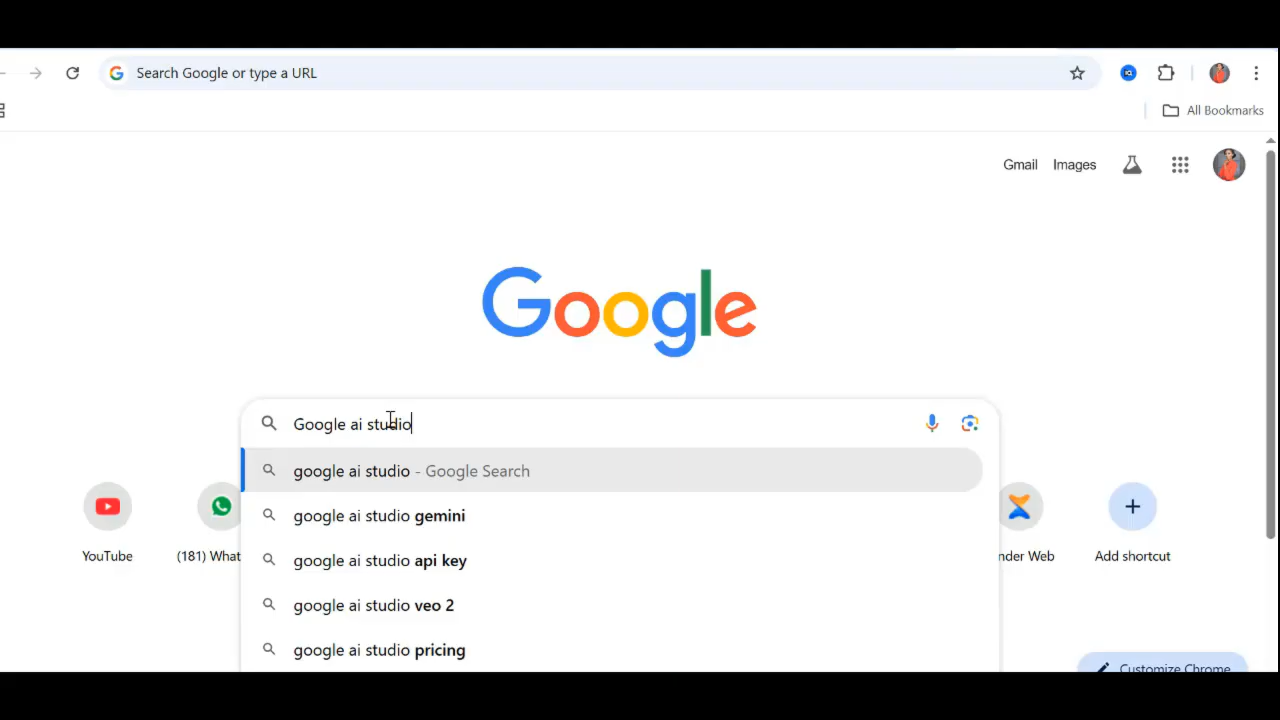 Search Google or type a URL
All Bookmarks
Gmail Images
Google
Google ai studio
google ai studio - Google Search
google ai studio gemini
google ai studio api key
google ai studio veo 2
google ai studio pricing
YouTube
(181) What
nder Web
Add shortcut
Customize Chrome